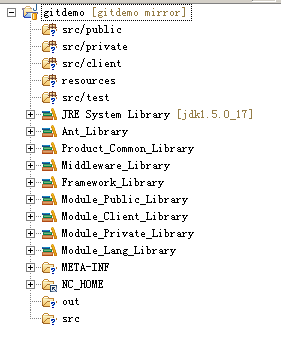 gitdemo [gitdemo mirror]
src/public
src/private
src/client
resources
src/test
JRE System Library [jdk1.5.0_17]
Ant_Library
Product_Common_Library
Middleware_Library
Framework_Library
Module_Public_Library
Module_Client_Library
Module_Private_Library
Module_Lang_Library
META-INF
NC_HOME
out
src